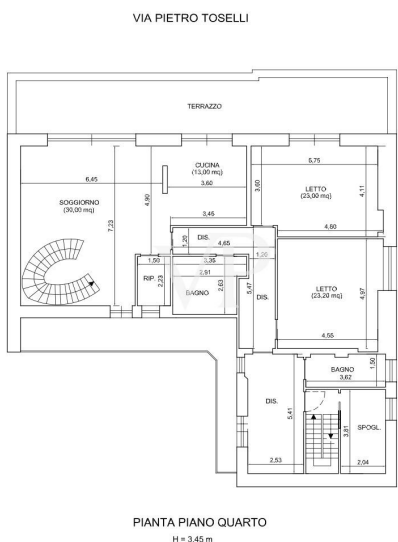 VIA PIETRO TOSELLI
TERRAZZO
5,75
CUCINA
(13,00 mq)
6,45
3,60
4,90
3,60
LETTO
(23,00 mq)
4,11
SOGGIORNO
(30,00 mq)
7,23
3,45
4,60
DIS.
1,20
4,65
1,20
1,50
3,35
2,91
RIP.
2,23
BAGNO
2,63
5,47
DIS.
LETTO
(23.20 mq)
4,97
4,55
BAGNO
3,62
1,50
DIS.
5,41
3,81
SPOGL.
2,53
2,04
PIANTA PIANO QUARTO
H = 3.45 m
VP